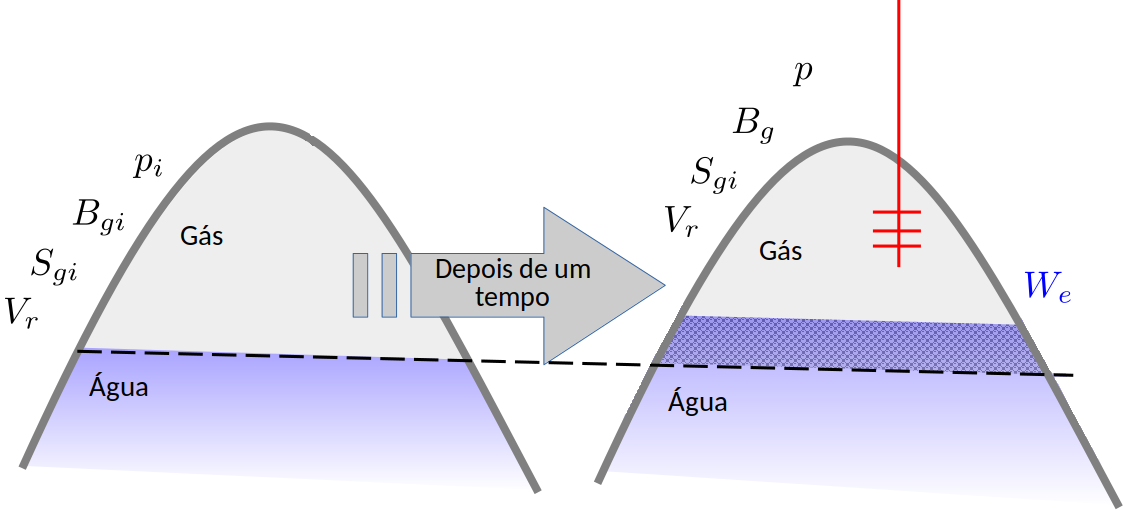 p_i
B_{gi}
S_{gi}
V_r
Gás
Água
Depois de um
tempo
p
B_g
S_{gi}
V_r
Gás
W_e
Água